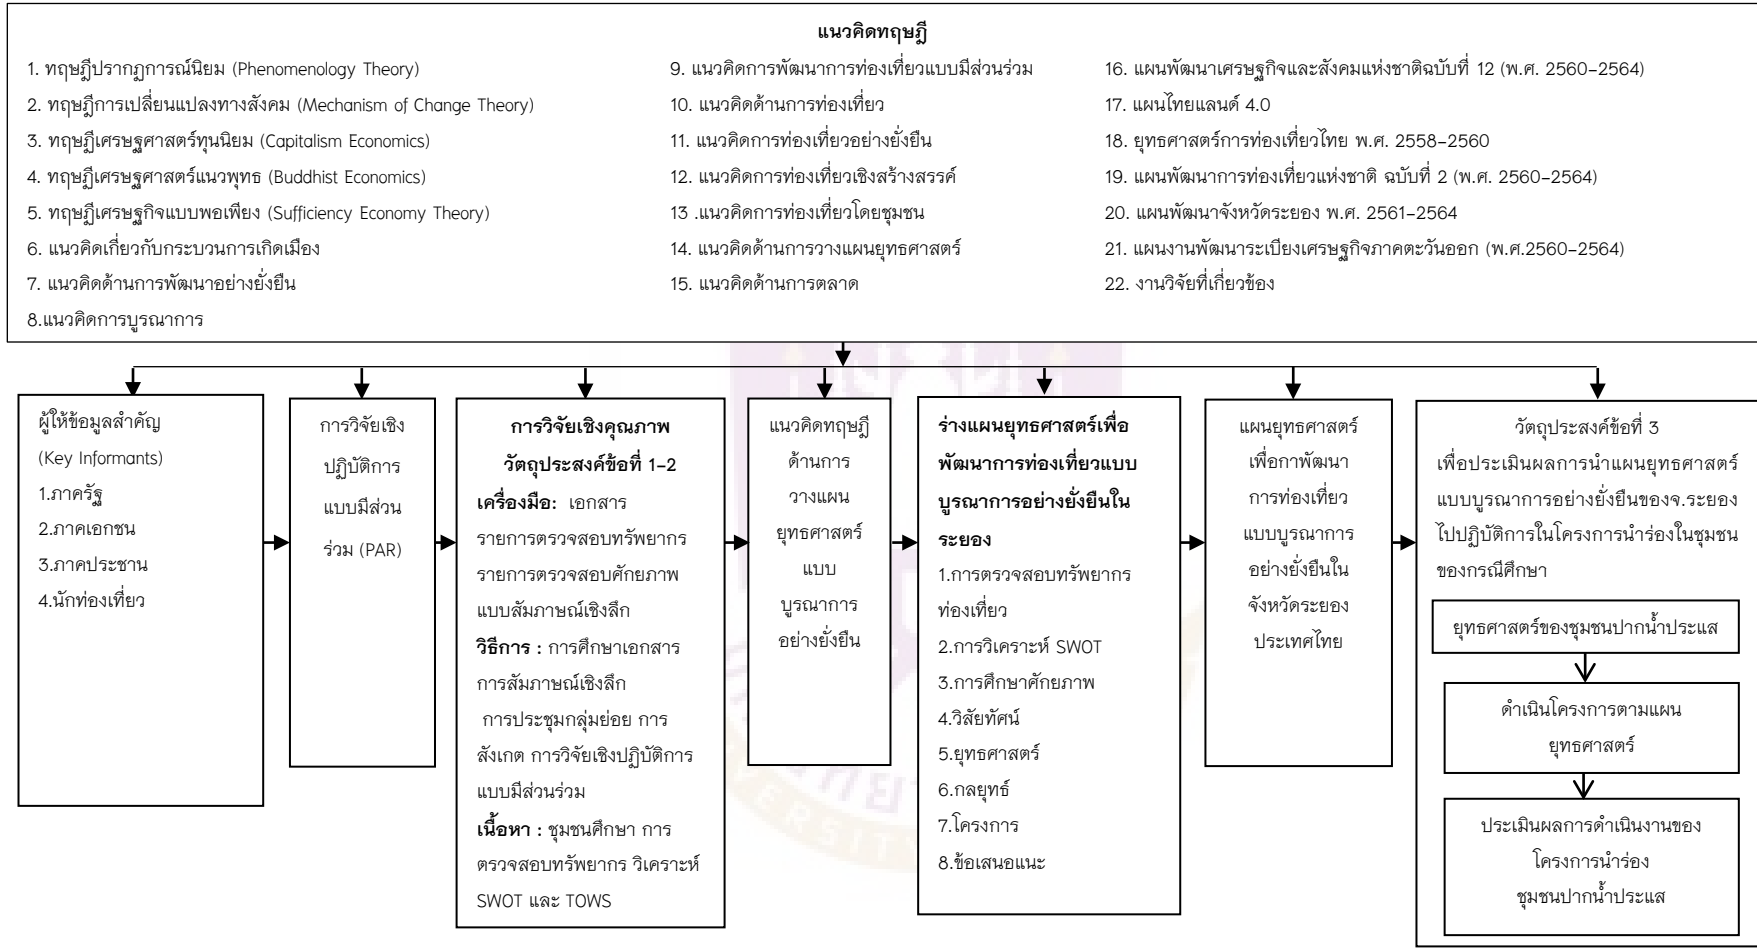 แนวคิดทฤษฎี
1. ทฤษฎีปรากฏการณ์นิยม (Phenomenology Theory)
2. ทฤษฎีการเปลี่ยนแปลงทางสังคม (Mechanism of Change Theory)
3. ทฤษฎีเศรษฐศาสตร์ทุนนิยม (Capitalism Economics)
4. ทฤษฎีเศรษฐศาสตร์แนวพุทธ (Buddhist Economics)
5. ทฤษฎีเศรษฐกิจแบบพอเพียง (Sufficiency Economy Theory)
6. แนวคิดเกี่ยวกับกระบวนการเกิดเมือง
7. แนวคิดด้านการพัฒนาอย่างยั่งยืน
8.แนวคิดการบูรณาการ
9. แนวคิดการพัฒนาการท่องเที่ยวแบบมีส่วนร่วม
10. แนวคิดด้านการท่องเที่ยว
11. แนวคิดการท่องเที่ยวอย่างยั่งยืน
12. แนวคิดการท่องเที่ยวเชิงสร้างสรรค์
13 .แนวคิดการท่องเที่ยวโดยชุมชน
14. แนวคิดด้านการวางแผนยุทธศาสตร์
15. แนวคิดด้านการตลาด
16. แผนพัฒนาเศรษฐกิจและสังคมแห่งชาติฉบับที่ 12 (พ.ศ. 2560-2564)
17. แผนไทยแลนด์ 4.0
18. ยุทธศาสตร์การท่องเที่ยวไทย พ.ศ. 2558-2560
19. แผนพัฒนาการท่องเที่ยวแห่งชาติ ฉบับที่ 2 (พ.ศ. 2560-2564)
20. แผนพัฒนาจังหวัดระยอง พ.ศ. 2561-2564
21. แผนงานพัฒนาระเบียงเศรษฐกิจภาคตะวันออก (พ.ศ.2560-2564)
22. งานวิจัยที่เกี่ยวข้อง
ผู้ให้ข้อมูลสำคัญ
(Key Informants)
1.ภาครัฐ
2.ภาคเอกชน
3.ภาคประชาน
4.นักท่องเที่ยว
การวิจัยเชิง
ปฏิบัติการ
แบบมีส่วน
ร่วม (PAR)
การวิจัยเชิงคุณภาพ
วัตถุประสงค์ข้อที่ 1-2
เครื่องมือ: เอกสาร
รายการตรวจสอบทรัพยากร
รายการตรวจสอบศักยภาพ
แบบสัมภาษณ์เชิงลึก
วิธีการ : การศึกษาเอกสาร
การสัมภาษณ์เชิงลึก
การประชุมกลุ่มย่อย การ
สังเกต การวิจัยเชิงปฏิบัติการ
แบบมีส่วนร่วม
เนื้อหา : ชุมชนศึกษา การ
ตรวจสอบทรัพยากร วิเคราะห์
SWOT และ TOWS
แนวคิดทฤษฎี
ด้านการ
วางแผน
ยุทธศาสตร์
แบบ
บูรณาการ
อย่างยั่งยืน
ร่างแผนยุทธศาสตร์เพื่อ
พัฒนาการท่องเที่ยวแบบ
บูรณาการอย่างยั่งยืนใน
ระยอง
1.การตรวจสอบทรัพยากร
ท่องเที่ยว
2.การวิเคราะห์ SWOT
3.การศึกษาศักยภาพ
4.วิสัยทัศน์
5.ยุทธศาสตร์
6.กลยุทธ์
7.โครงการ
8.ข้อเสนอแนะ
แผนยุทธศาสตร์
เพื่อกาพัฒนา
การท่องเที่ยว
แบบบูรณาการ
อย่างยั่งยืนใน
จังหวัดระยอง
ประเทศไทย
วัตถุประสงค์ข้อที่ 3
เพื่อประเมินผลการนำแผนยุทธศาสตร์
แบบบูรณาการอย่างยั่งยืนของจ.ระยอง
ไปปฏิบัติการในโครงการนำร่องในชุมชน
ของกรณีศึกษา
ยุทธศาสตร์ของชุมชนปากน้ำประแส
ดำเนินโครงการตามแผน
ยุทธศาสตร์
ประเมินผลการดำเนินงานของ
โครงการนำร่อง
ชุมชนปากน้ำประแส